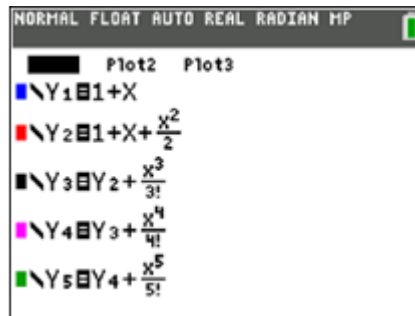 NORMAL FLOAT AUTO REAL RADIAN MP
Plot2 Plot3
\Y₁=1+X
\Y₂=1+X+X²/2
\Y₃=Y₂+X³/3!
\Y₄=Y₃+X⁴/4!
\Y₅=Y₄+X⁵/5!